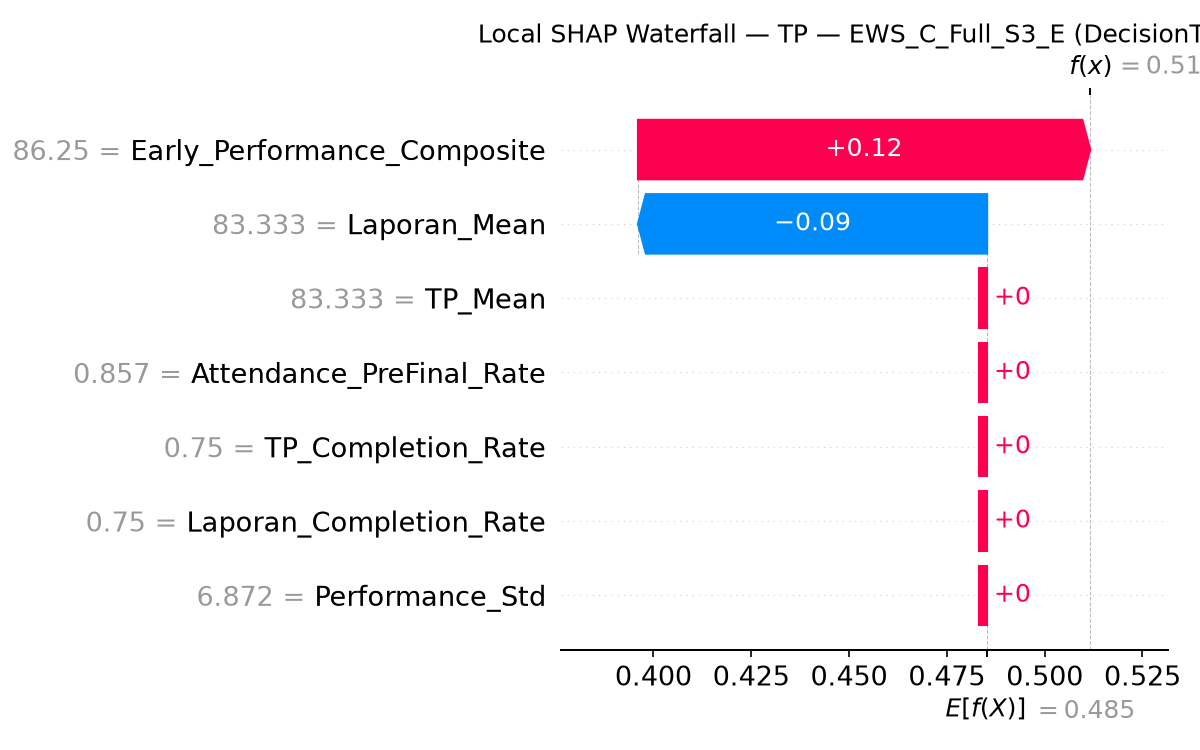 Local SHAP Waterfall — TP — EWS_C_Full_S3_E (DecisionT
f(x) = 0.51
86.25 = Early_Performance_Composite
+0.12
83.333 = Laporan_Mean
−0.09
83.333 = TP_Mean
+0
0.857 = Attendance_PreFinal_Rate
+0
0.75 = TP_Completion_Rate
+0
0.75 = Laporan_Completion_Rate
+0
6.872 = Performance_Std
+0
0.400 0.425 0.450 0.475 0.500 0.525
E[f(X)] = 0.485